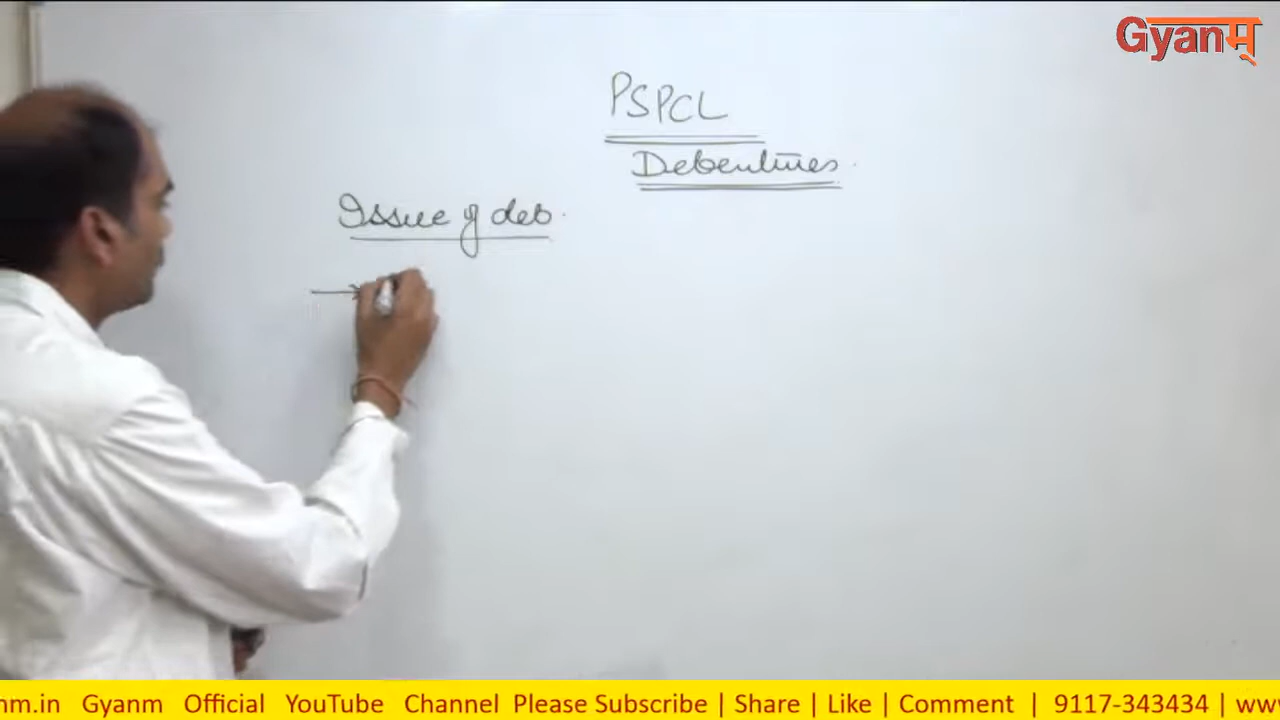 Gyanम्
PSPCL
Debentures.
Issue of deb.
nm.in Gyanm Official YouTube Channel Please Subscribe | Share | Like | Comment | 9117-343434 | ww